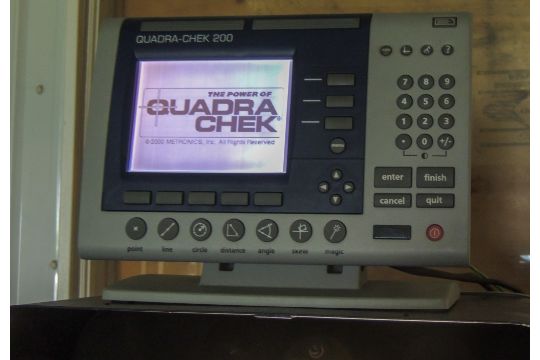 QUADRA-CHEK 200
THE POWER OF
QUADRA
CHEK®
©2000 METRONICS, Inc. All Rights Reserved
?
7 8 9
4 5 6
1 2 3
• 0 +/-
menu
enter finish
cancel quit
point line circle distance angle skew magic